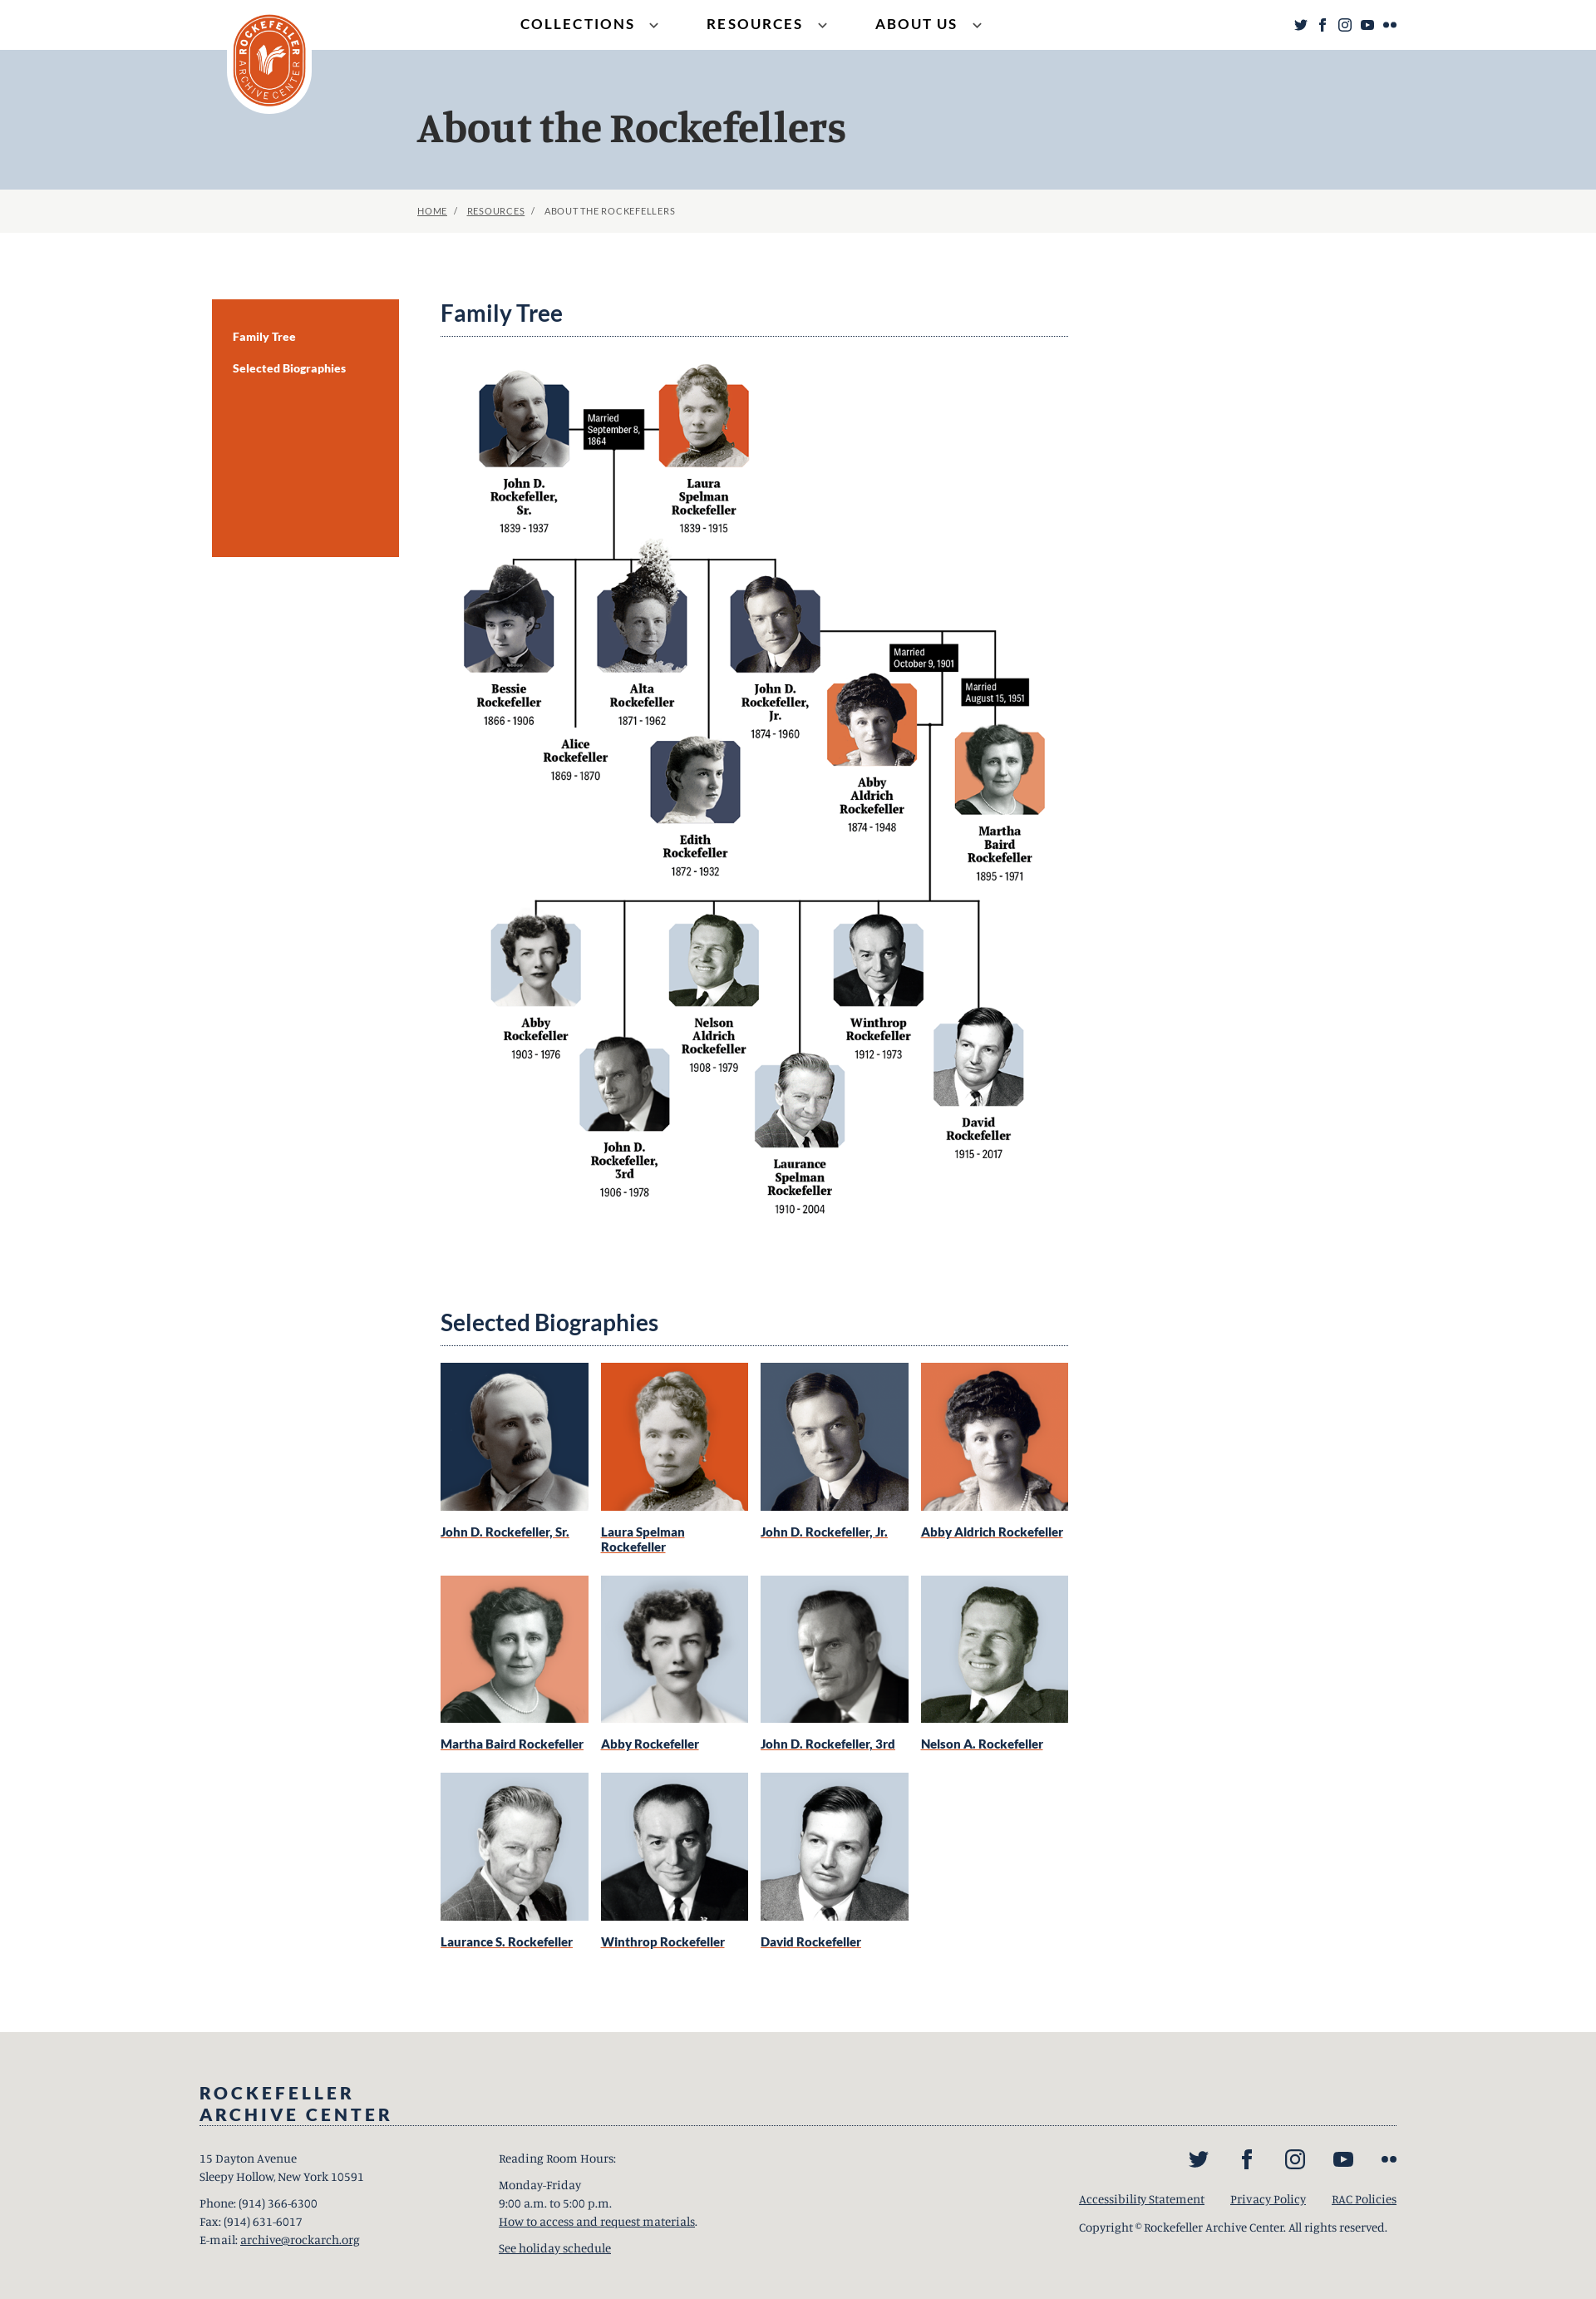 ROCKEFELLER
ARCHIVE CENTER
COLLECTIONS
RESOURCES
ABOUT US
About the Rockefellers
HOME / RESOURCES / ABOUT THE ROCKEFELLERS
Family Tree
Selected Biographies
Family Tree
Married
September 8,
1864
John D.
Rockefeller,
Sr.
1839 - 1937
Laura
Spelman
Rockefeller
1839 - 1915
Bessie
Rockefeller
1866 - 1906
Alice
Rockefeller
1869 - 1870
Alta
Rockefeller
1871 - 1962
Edith
Rockefeller
1872 - 1932
John D.
Rockefeller,
Jr.
1874 - 1960
Married
October 9, 1901
Married
August 15, 1951
Abby
Aldrich
Rockefeller
1874 - 1948
Martha
Baird
Rockefeller
1895 - 1971
Abby
Rockefeller
1903 - 1976
John D.
Rockefeller,
3rd
1906 - 1978
Nelson
Aldrich
Rockefeller
1908 - 1979
Laurance
Spelman
Rockefeller
1910 - 2004
Winthrop
Rockefeller
1912 - 1973
David
Rockefeller
1915 - 2017
Selected Biographies
John D. Rockefeller, Sr.
Laura Spelman
Rockefeller
John D. Rockefeller, Jr.
Abby Aldrich Rockefeller
Martha Baird Rockefeller
Abby Rockefeller
John D. Rockefeller, 3rd
Nelson A. Rockefeller
Laurance S. Rockefeller
Winthrop Rockefeller
David Rockefeller
ROCKEFELLER
ARCHIVE CENTER
15 Dayton Avenue
Sleepy Hollow, New York 10591
Phone: (914) 366-6300
Fax: (914) 631-6017
E-mail: archive@rockarch.org
Reading Room Hours:
Monday-Friday
9:00 a.m. to 5:00 p.m.
How to access and request materials.
See holiday schedule
Accessibility Statement
Privacy Policy
RAC Policies
Copyright © Rockefeller Archive Center. All rights reserved.